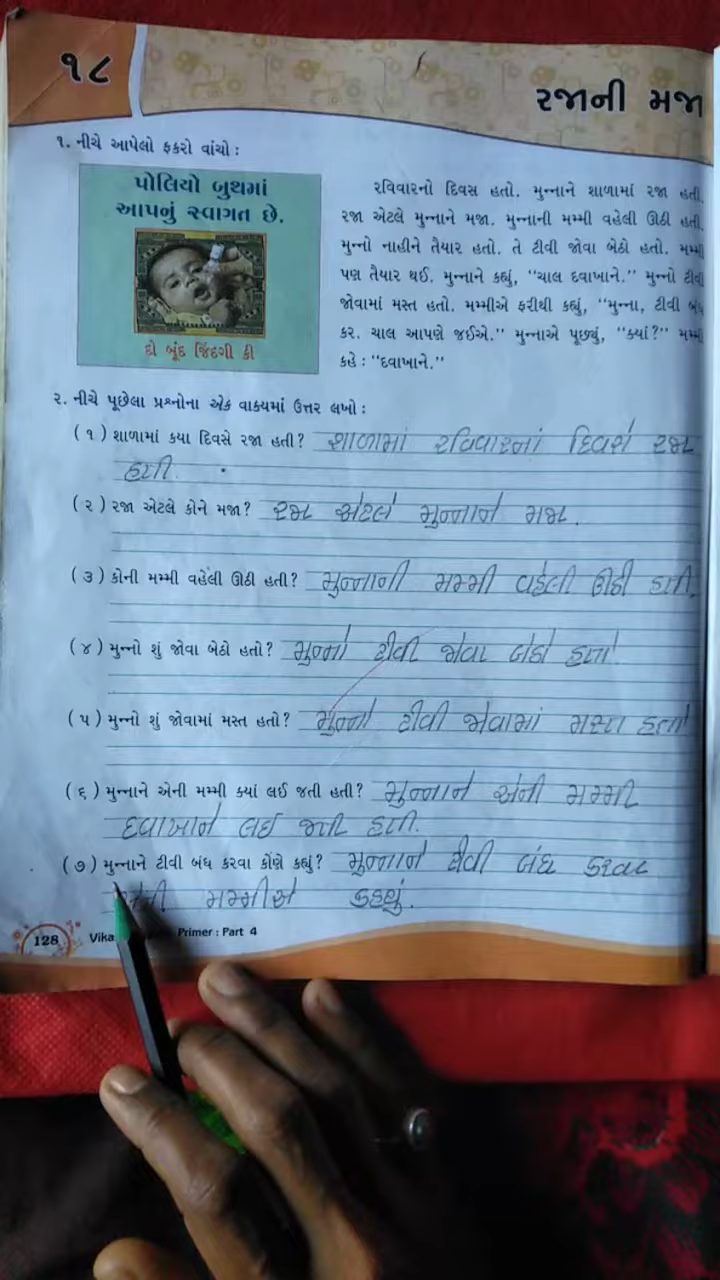 ૧૮
રજાની મજા
૧. નીચે આપેલો ફકરો વાંચો :
પોલિયો બુથમાં
આપનું સ્વાગત છે.
દો બૂંદ જિંદગી કી
રવિવારનો દિવસ હતો. મુન્નાને શાળામાં રજા હતી.
રજા એટલે મુન્નાને મજા. મુન્નાની મમ્મી વહેલી ઊઠી હતી.
મુન્નો નાહીને તૈયાર હતો. તે ટીવી જોવા બેઠો હતો. મમ્મી
પણ તૈયાર થઈ. મુન્નાને કહ્યું, “ચાલ દવાખાને.” મુન્નો ટીવી
જોવામાં મસ્ત હતો. મમ્મીએ ફરીથી કહ્યું, “મુન્ના, ટીવી બંધ
કર. ચાલ આપણે જઈએ.” મુન્નાએ પૂછ્યું, “ક્યાં?” મમ્મી
કહે : “દવાખાને.”
૨. નીચે પૂછેલા પ્રશ્નોના એક વાક્યમાં ઉત્તર લખો :
(૧) શાળામાં કયા દિવસે રજા હતી? શાળામાં રવિવારનાં દિવસે રજા
હતી.
(૨) રજા એટલે કોને મજા? રજા એટલે મુન્નાને મજા.
(૩) કોની મમ્મી વહેલી ઊઠી હતી? મુન્નાની મમ્મી વહેલી ઊઠી હતી.
(૪) મુન્નો શું જોવા બેઠો હતો? મુન્નો ટીવી જોવા બેઠો હતો
(૫) મુન્નો શું જોવામાં મસ્ત હતો? મુન્નો ટીવી જોવામાં મસ્ત હતો
(૬) મુન્નાને એની મમ્મી ક્યાં લઈ જતી હતી? મુન્નાને એની મમ્મી
દવાખાને લઈ જતી હતી.
(૭) મુન્નાને ટીવી બંધ કરવા કોણે કહ્યું? મુન્નાને ટીવી બંધ કરવા
એની મમ્મીએ કહ્યું.
128 Primer : Part 4